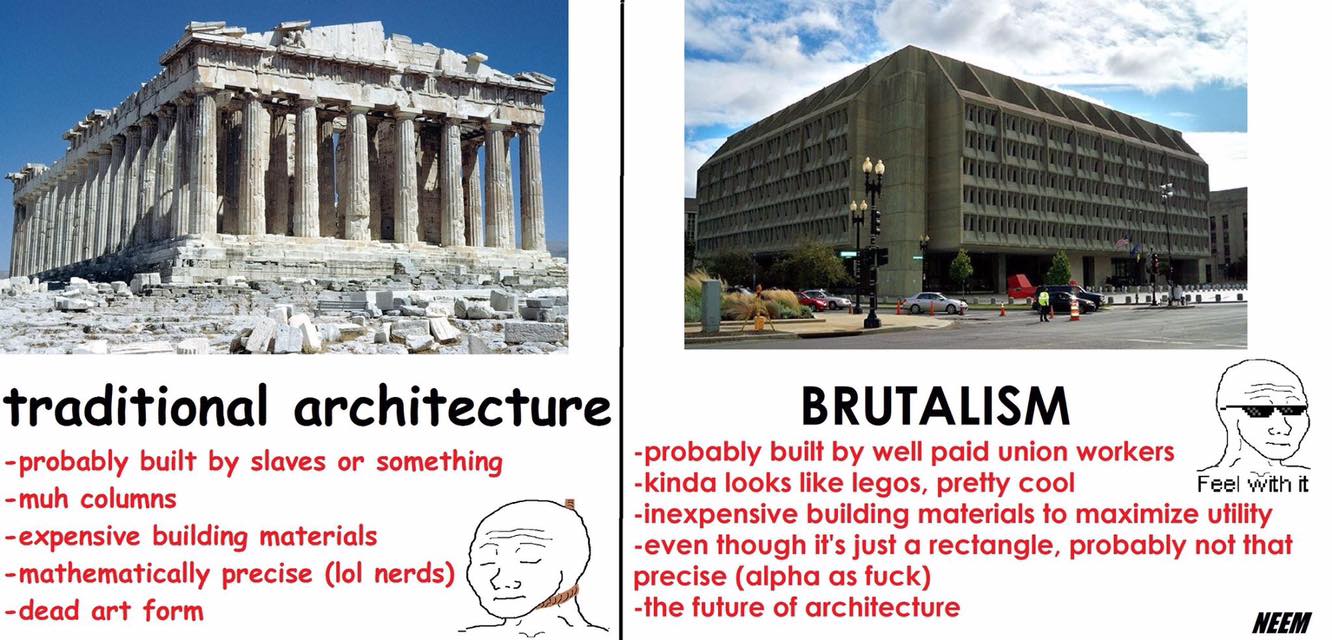 traditional architecture
-probably built by slaves or something
-muh columns
-expensive building materials
-mathematically precise (lol nerds)
-dead art form
BRUTALISM
-probably built by well paid union workers
-kinda looks like legos, pretty cool
-inexpensive building materials to maximize utility
-even though it's just a rectangle, probably not that
precise (alpha as fuck)
-the future of architecture
Feel with it
NEEM